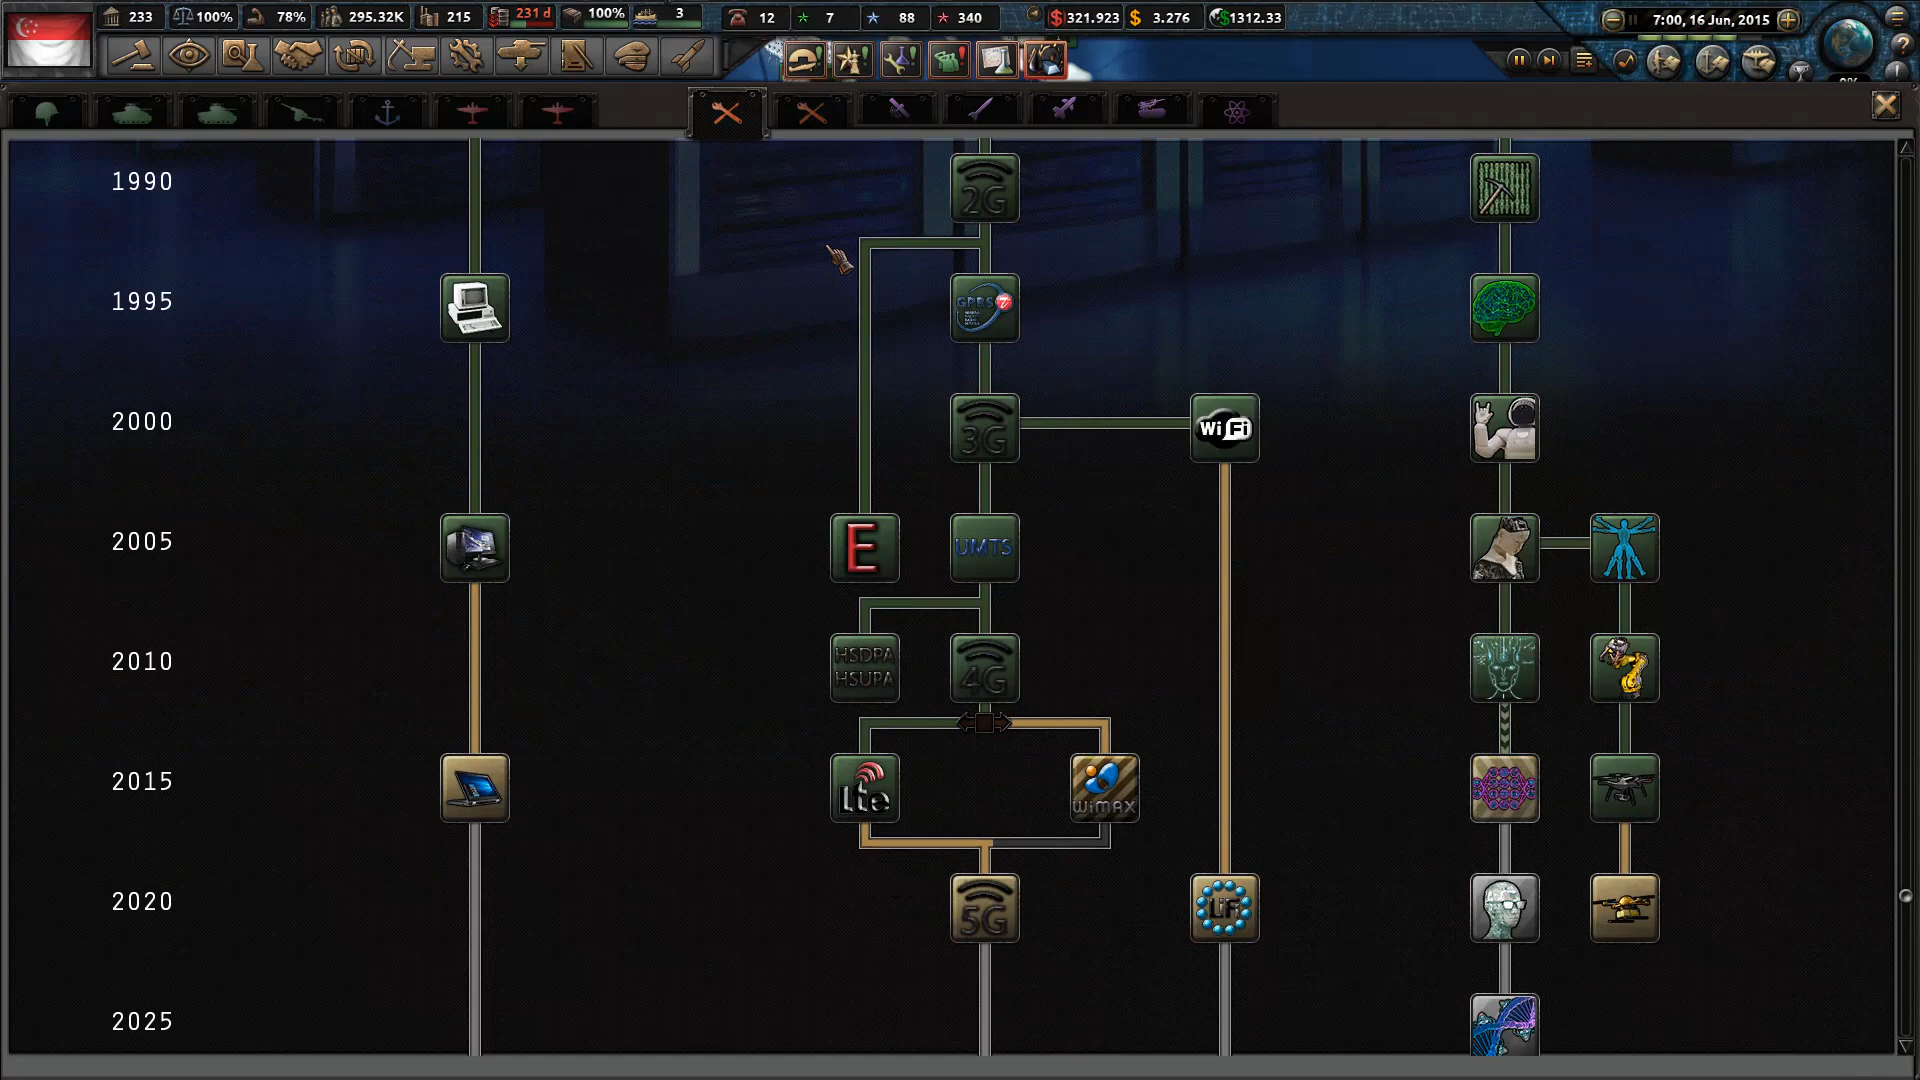 233
100%
78%
295.32K
215
231 d
100%
3
12
7
88
340
$321.923
$ 3.276
$1312.33
7:00, 16 Jun, 2015
1990
2G
1995
GPRS
2000
3G
WiFi
2005
E
UMTS
2010
HSDPA
HSUPA
4G
2015
lte
WiMAX
2020
5G
LiFi
2025